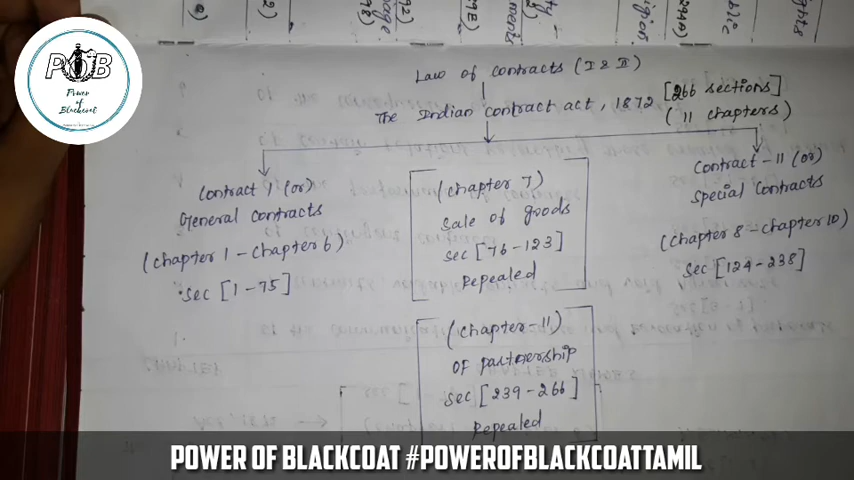 POB
Power
of
Blackcoat
Law of contracts (I & II)
The Indian contract act, 1872
[266 sections]
(11 chapters)
Contract 1 (or)
General contracts
(chapter 1 - chapter 6)
sec [1-75]
(chapter 7)
Sale of goods
sec [76-123]
Repealed
(chapter-11)
of partnership
sec [239-266]
Repealed
Contract-11 (or)
special contracts
(chapter 8 - chapter 10)
sec [124-238]
POWER OF BLACKCOAT #POWEROFBLACKCOATTAMIL